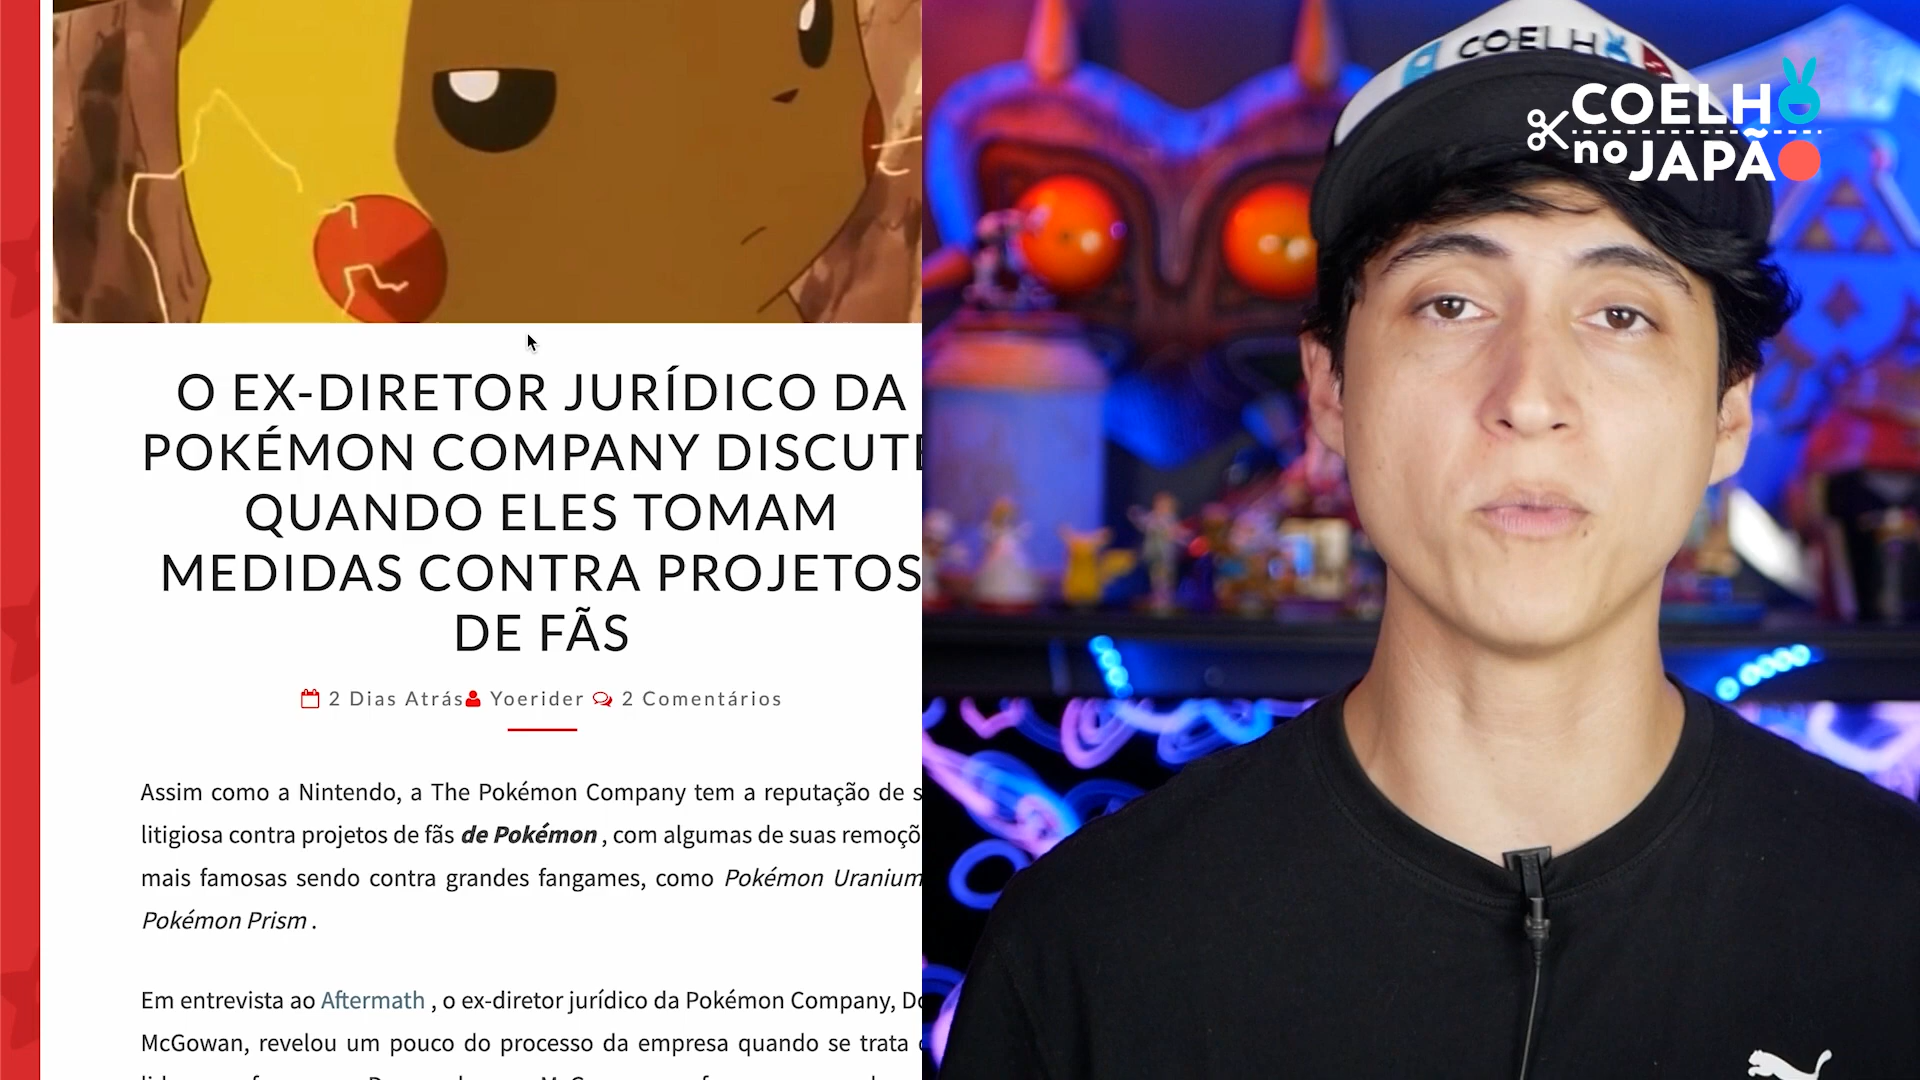 O EX-DIRETOR JURÍDICO DA
POKÉMON COMPANY DISCUTE
QUANDO ELES TOMAM
MEDIDAS CONTRA PROJETOS
DE FÃS
2 Dias Atrás Yoerider 2 Comentários
Assim como a Nintendo, a The Pokémon Company tem a reputação de
litigiosa contra projetos de fãs de Pokémon , com algumas de suas
mais famosas sendo contra grandes fangames, como Pokémon Uranium
Pokémon Prism .
Em entrevista ao Aftermath , o ex-diretor jurídico da Pokémon Company,
McGowan, revelou um pouco do processo da empresa quando se trata
COELH
COELHO
no JAPÃO